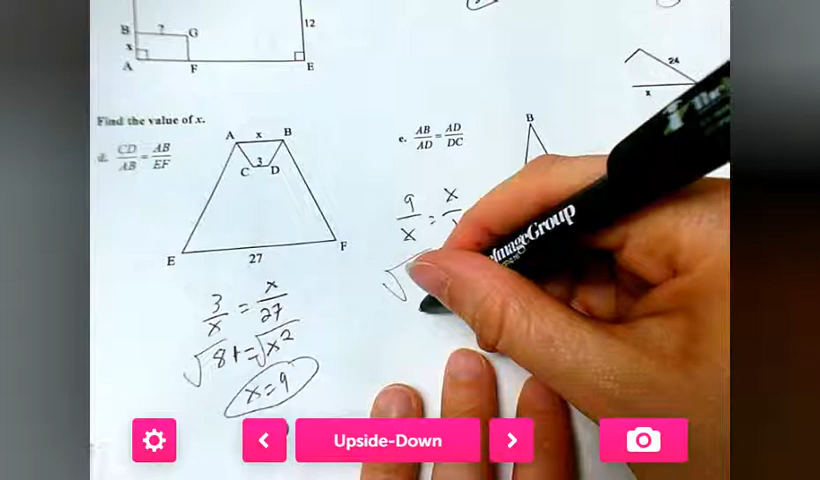 B ? G
12
x
A F E
24
x
Find the value of x.
d. CD/AB = AB/EF
A x B
C 3 D
E 27 F
3/x = x/27
√81 = √x²
x = 9
e. AB/AD = AD/DC
B
9/x = x/
√
ImageGroup
Upside-Down